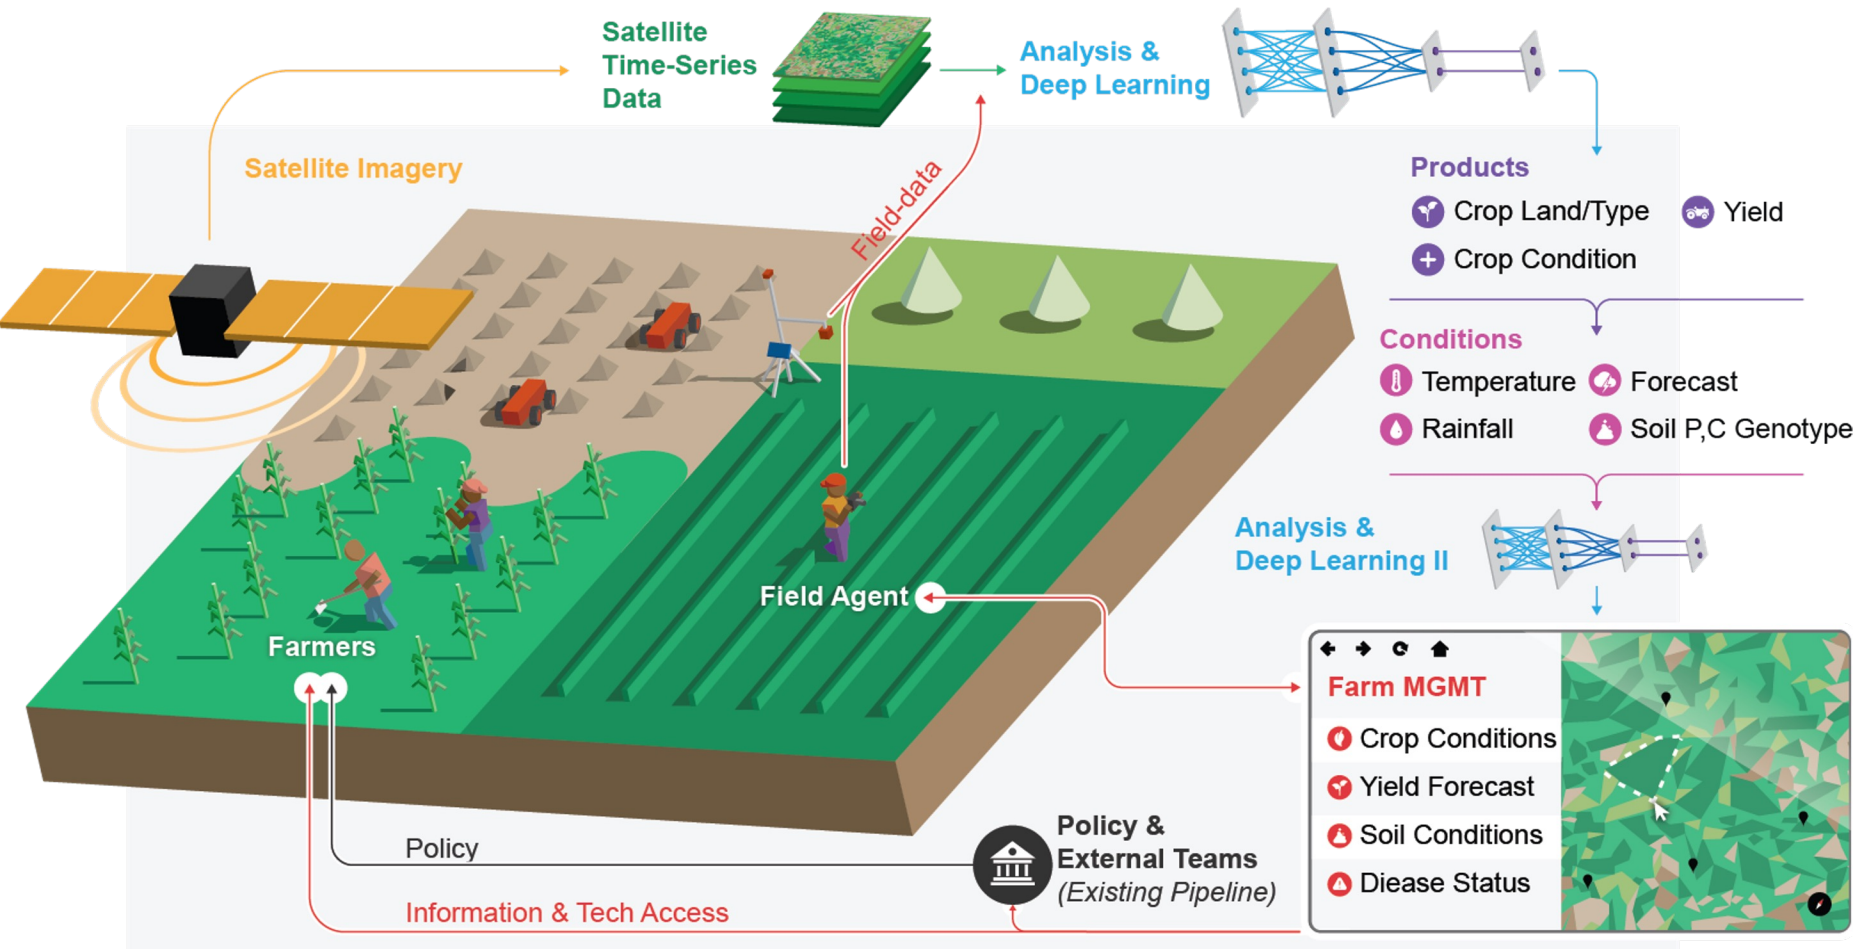 Satellite
Time-Series
Data
Analysis &
Deep Learning
Satellite Imagery
Field-data
Products
Crop Land/Type
Yield
Crop Condition
Conditions
Temperature
Forecast
Rainfall
Soil P,C Genotype
Analysis &
Deep Learning II
Field Agent
Farmers
Farm MGMT
Crop Conditions
Yield Forecast
Soil Conditions
Diease Status
Policy
Policy &
External Teams
(Existing Pipeline)
Information & Tech Access